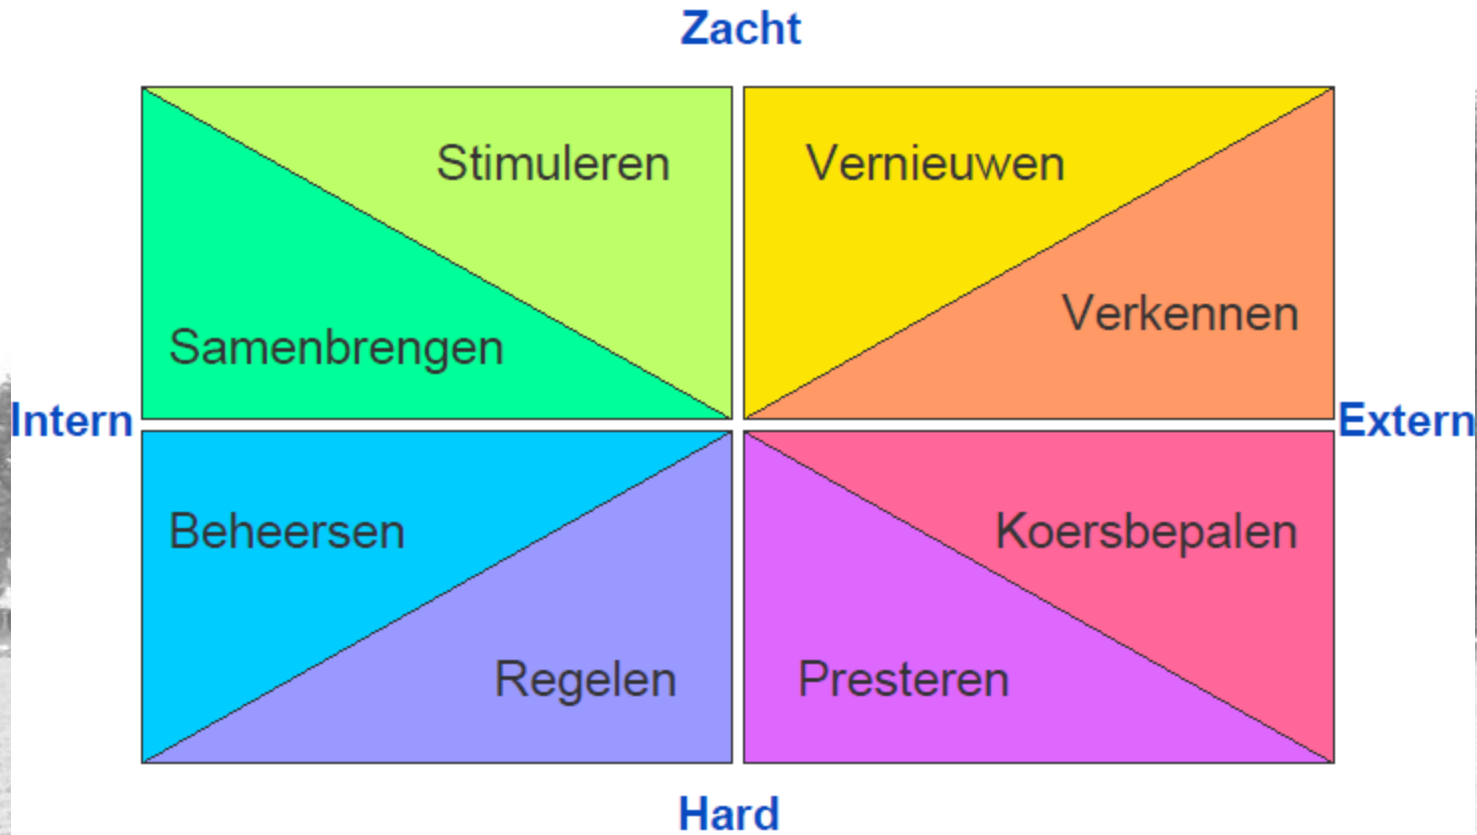 Zacht
Stimuleren
Vernieuwen
Verkennen
Samenbrengen
Intern
Extern
Beheersen
Koersbepalen
Regelen
Presteren
Hard